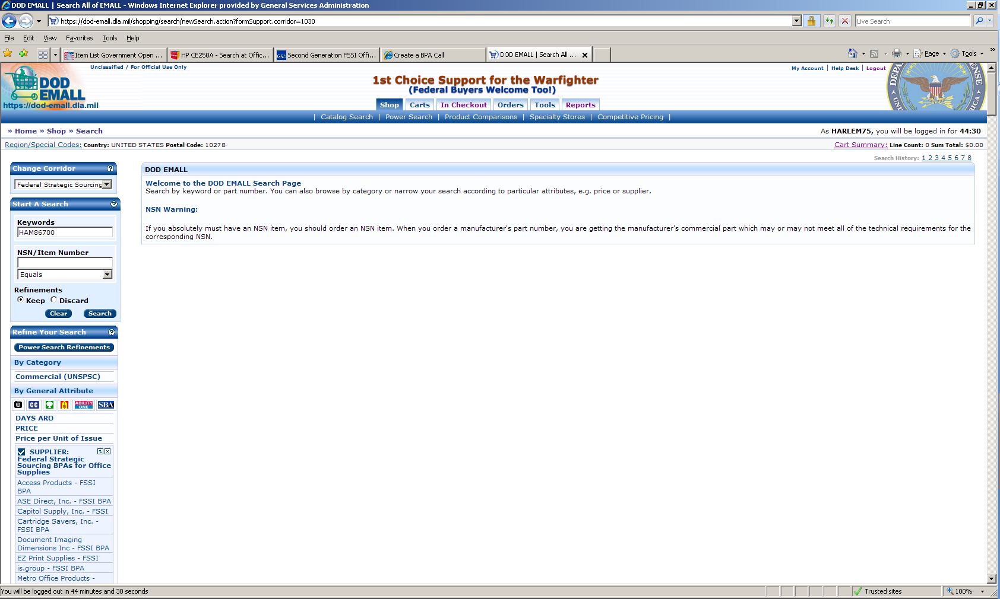 DOD EMALL | Search All of EMALL - Windows Internet Explorer provided by General Services Administration
https://dod-emall.dla.mil/shopping/search/newSearch.action?formSupport.corridor=1030
Live Search
File Edit View Favorites Tools Help
Item List Government Open ...
HP CE250A - Search at Offic...
GSA Second Generation FSSI Offi...
Create a BPA Call
DOD EMALL | Search All ...
Page Tools »
Unclassified / For Official Use Only
My Account | Help Desk | Logout
DOD EMALL
https://dod-emall.dla.mil
1st Choice Support for the Warfighter
(Federal Buyers Welcome Too!)
Shop Carts In Checkout Orders Tools Reports
| Catalog Search | Power Search | Product Comparisons | Specialty Stores | Competitive Pricing |
» Home » Shop » Search
As HARLEM75, you will be logged in for 44:30
Region/Special Codes: Country: UNITED STATES Postal Code: 10278
Cart Summary: Line Count: 0 Sum Total: $0.00
Search History: 1 2 3 4 5 6 7 8
Change Corridor ?
Federal Strategic Sourcing
Start A Search ?
Keywords
HAM86700
NSN/Item Number
Equals
Refinements
Keep Discard
Clear Search
Refine Your Search ?
Power Search Refinements
By Category
Commercial (UNSPSC)
By General Attribute
CC $ ABILITY ONE SBA
DAYS ARO
PRICE
Price per Unit of Issue
SUPPLIER:
Federal Strategic
Sourcing BPAs for Office
Supplies
Access Products - FSSI
BPA
ASE Direct, Inc. - FSSI BPA
Capitol Supply, Inc. - FSSI
Cartridge Savers, Inc. -
FSSI BPA
Document Imaging
Dimensions Inc - FSSI BPA
EZ Print Supplies - FSSI
is.group - FSSI BPA
Metro Office Products -
DOD EMALL
Welcome to the DOD EMALL Search Page
Search by keyword or part number. You can also browse by category or narrow your search according to particular attributes, e.g. price or supplier.
NSN Warning:
If you absolutely must have an NSN item, you should order an NSN item. When you order a manufacturer's part number, you are getting the manufacturer's commercial part which may or may not meet all of the technical requirements for the
corresponding NSN.
You will be logged out in 44 minutes and 30 seconds
Trusted sites
100%